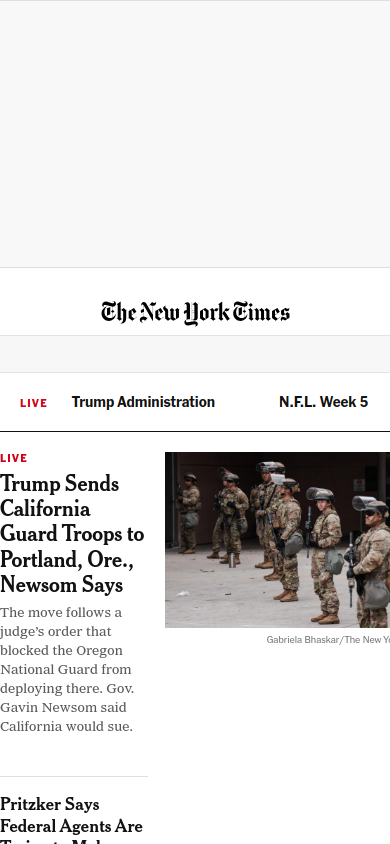 The New York Times
LIVE Trump Administration N.F.L. Week 5
LIVE
Trump Sends
California
Guard Troops to
Portland, Ore.,
Newsom Says
The move follows a
judge’s order that
blocked the Oregon
National Guard from
deploying there. Gov.
Gavin Newsom said
California would sue.
Gabriela Bhaskar/The New Yo
Pritzker Says
Federal Agents Are